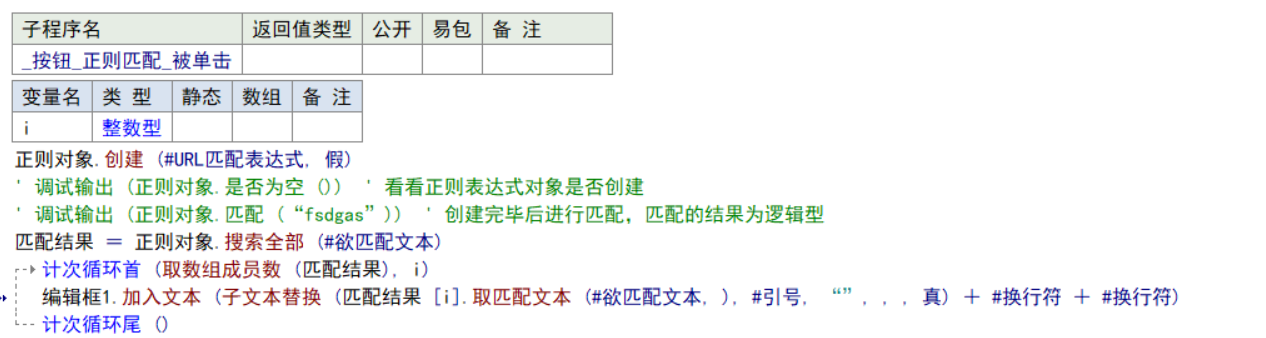 子程序名 返回值类型 公开 易包 备 注
_按钮_正则匹配_被单击
变量名 类 型 静态 数组 备 注
i 整数型
正则对象.创建 (#URL匹配表达式, 假)
' 调试输出 (正则对象.是否为空 ()) ' 看看正则表达式对象是否创建
' 调试输出 (正则对象.匹配 (“fsdgas”)) ' 创建完毕后进行匹配，匹配的结果为逻辑型
匹配结果 ＝ 正则对象.搜索全部 (#欲匹配文本)
计次循环首 (取数组成员数 (匹配结果), i)
编辑框1.加入文本 (子文本替换 (匹配结果 [i].取匹配文本 (#欲匹配文本, ), #引号, “”, , , 真) ＋ #换行符 ＋ #换行符)
计次循环尾 ()